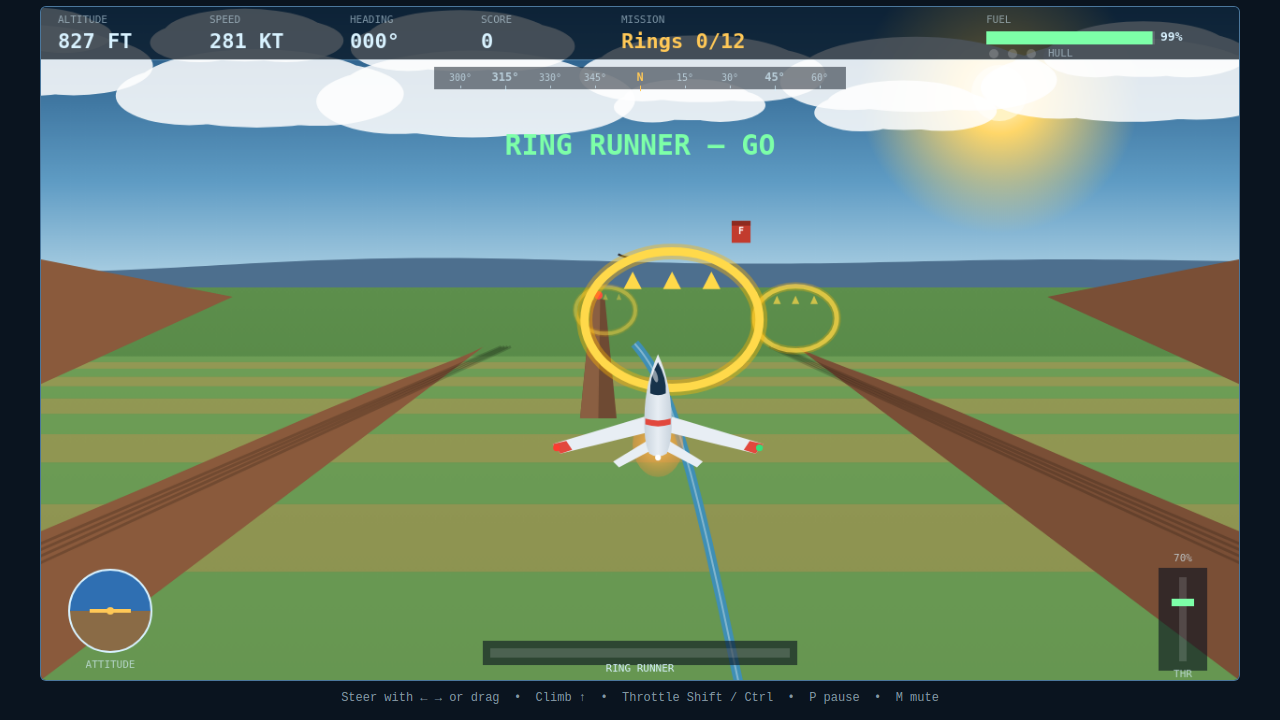 ALTITUDE SPEED HEADING SCORE MISSION FUEL
827 FT 281 KT 000° 0 Rings 0/12 99%
HULL
300° 315° 330° 345° N 15° 30° 45° 60°
RING RUNNER — GO
F
70%
ATTITUDE
RING RUNNER
THR
Steer with ← → or drag • Climb ↑ • Throttle Shift / Ctrl • P pause • M mute